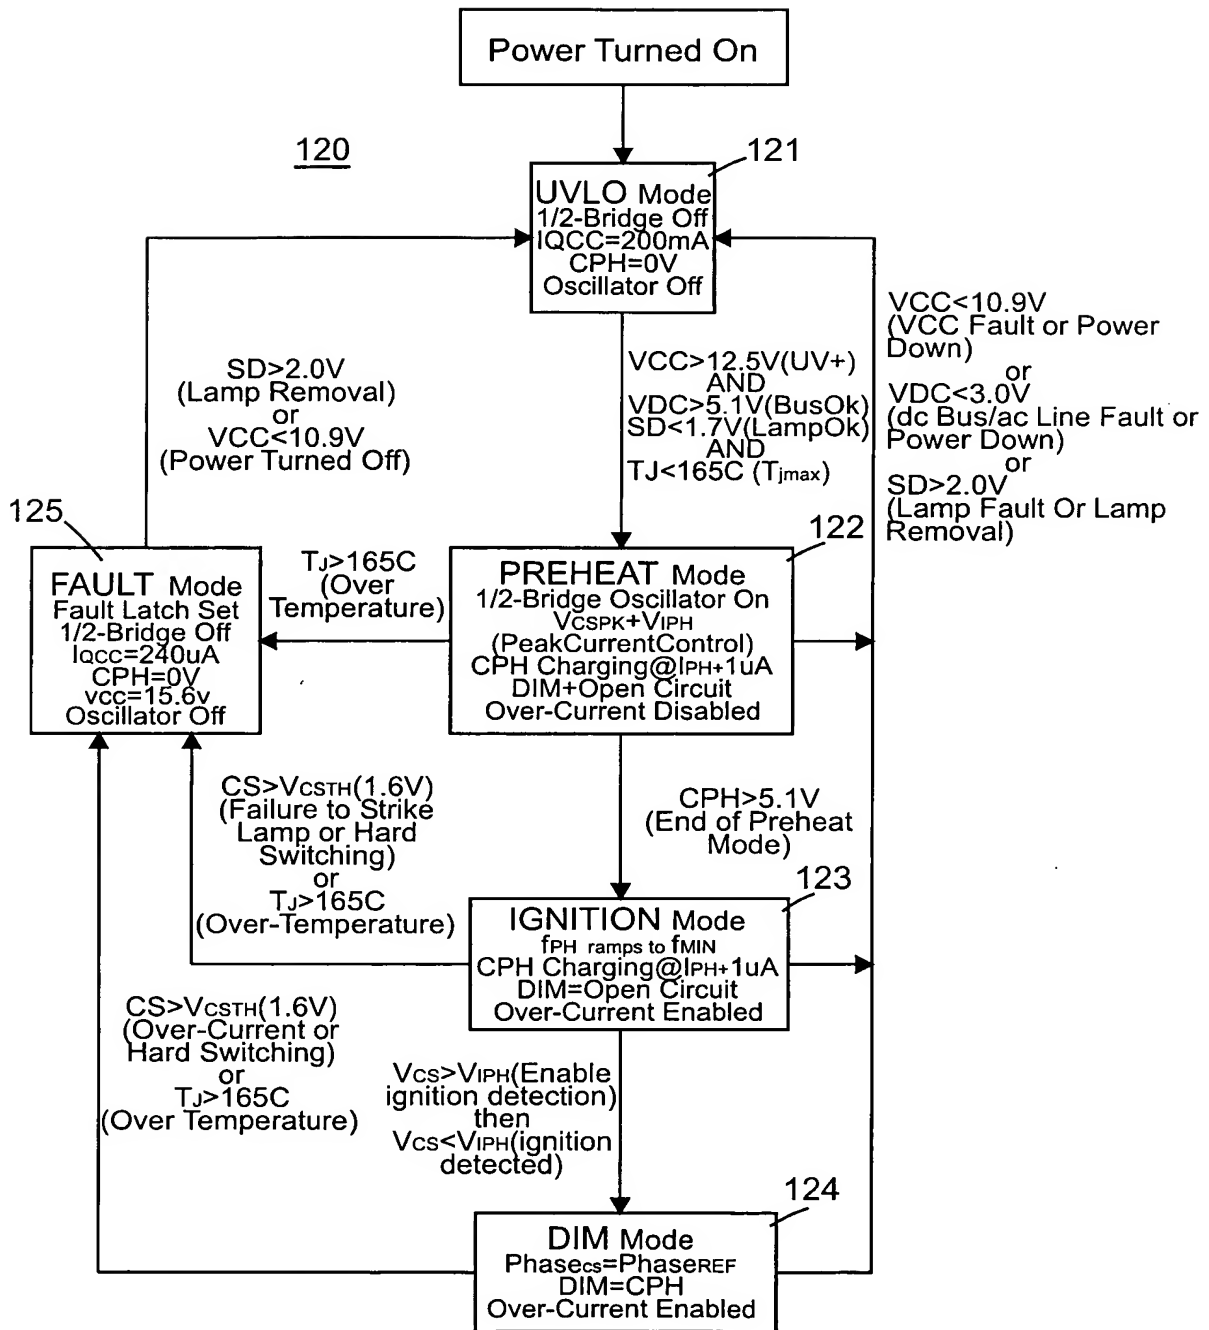 Power Turned On
120
121
UVLO Mode
1/2-Bridge Off
IQCC=200mA
CPH=0V
Oscillator Off
SD>2.0V
(Lamp Removal)
or
VCC<10.9V
(Power Turned Off)
VCC>12.5V(UV+)
AND
VDC>5.1V(BusOk)
SD<1.7V(LampOk)
AND
TJ<165C (Tjmax)
VCC<10.9V
(VCC Fault or Power
Down)
or
VDC<3.0V
(dc Bus/ac Line Fault or
Power Down)
or
SD>2.0V
(Lamp Fault Or Lamp
Removal)
125
FAULT Mode
Fault Latch Set
1/2-Bridge Off
IQCC=240uA
CPH=0V
vcc=15.6v
Oscillator Off
TJ>165C
(Over
Temperature)
122
PREHEAT Mode
1/2-Bridge Oscillator On
VCSPK+VIPH
(PeakCurrentControl)
CPH Charging@IPH+1uA
DIM+Open Circuit
Over-Current Disabled
CS>VCSTH(1.6V)
(Failure to Strike
Lamp or Hard
Switching)
or
TJ>165C
(Over-Temperature)
CPH>5.1V
(End of Preheat
Mode)
123
IGNITION Mode
fPH ramps to fMIN
CPH Charging@IPH+1uA
DIM=Open Circuit
Over-Current Enabled
CS>VCSTH(1.6V)
(Over-Current or
Hard Switching)
or
TJ>165C
(Over Temperature)
VCS>VIPH(Enable
ignition detection)
then
VCS<VIPH(ignition
detected)
124
DIM Mode
Phasecs=PhaseREF
DIM=CPH
Over-Current Enabled